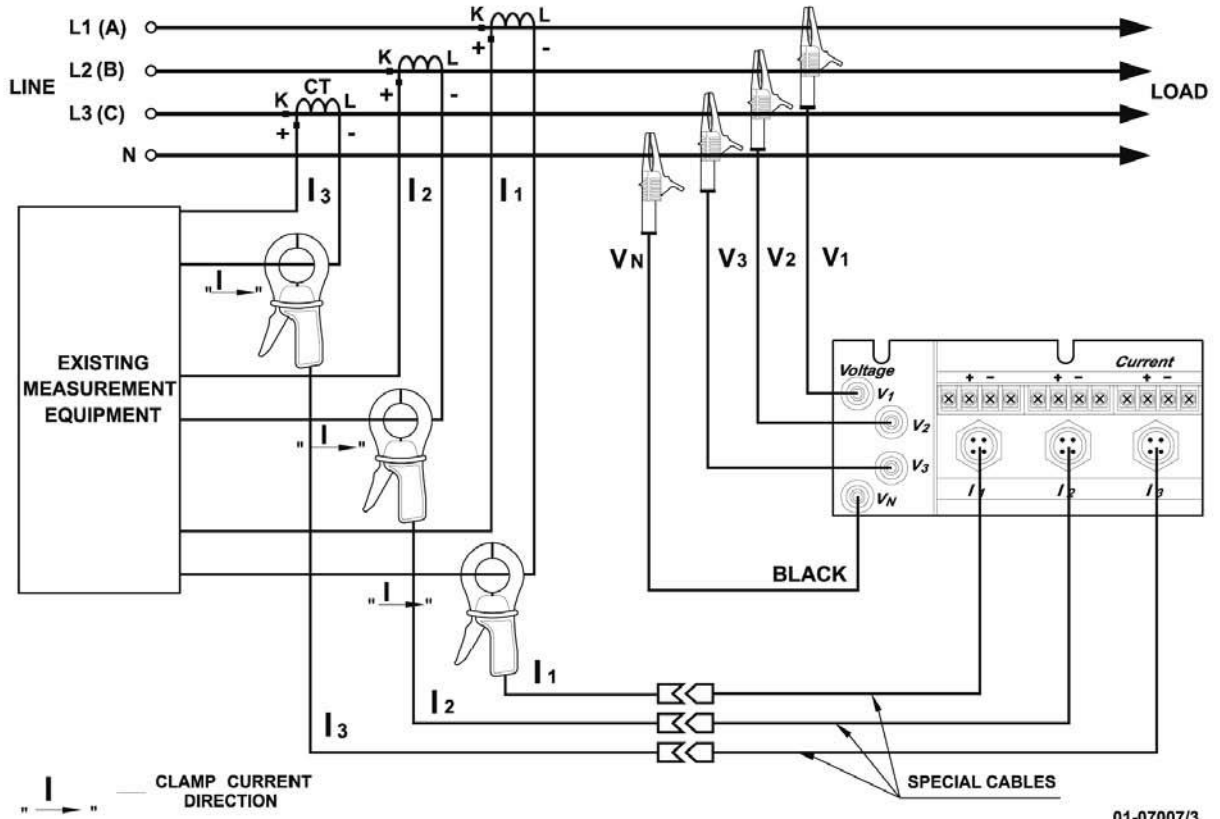 L1 (A)
K
L
+
-
L2 (B)
K
L
+
-
LINE
CT
L3 (C)
K
L
+
-
LOAD
N
I3
I2
I1
VN
V3
V2
V1
" I "
EXISTING
MEASUREMENT
EQUIPMENT
Voltage
Current
+ -
+ -
+ -
V1
V2
V3
VN
I1
I2
I3
" I "
BLACK
" I "
I1
I2
I3
SPECIAL CABLES
" I "
CLAMP CURRENT
DIRECTION
01-07007/3